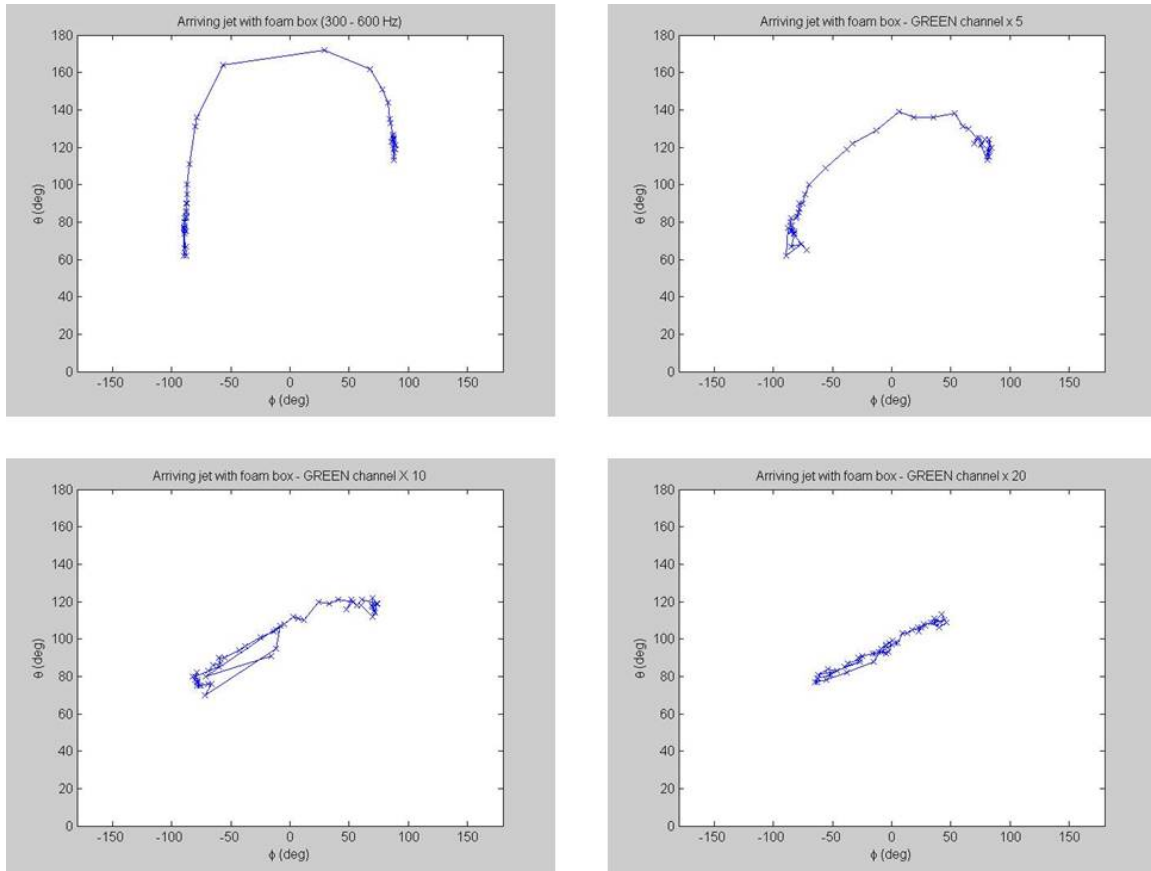 Arriving jet with foam box (300 - 600 Hz)
180
160
140
120
100
80
60
40
20
0
θ (deg)
-150 -100 -50 0 50 100 150
ϕ (deg)
Arriving jet with foam box - GREEN channel x 5
180
160
140
120
100
80
60
40
20
0
θ (deg)
-150 -100 -50 0 50 100 150
ϕ (deg)
Arriving jet with foam box - GREEN channel X 10
180
160
140
120
100
80
60
40
20
0
θ (deg)
-150 -100 -50 0 50 100 150
ϕ (deg)
Arriving jet with foam box - GREEN channel x 20
180
160
140
120
100
80
60
40
20
0
θ (deg)
-150 -100 -50 0 50 100 150
ϕ (deg)